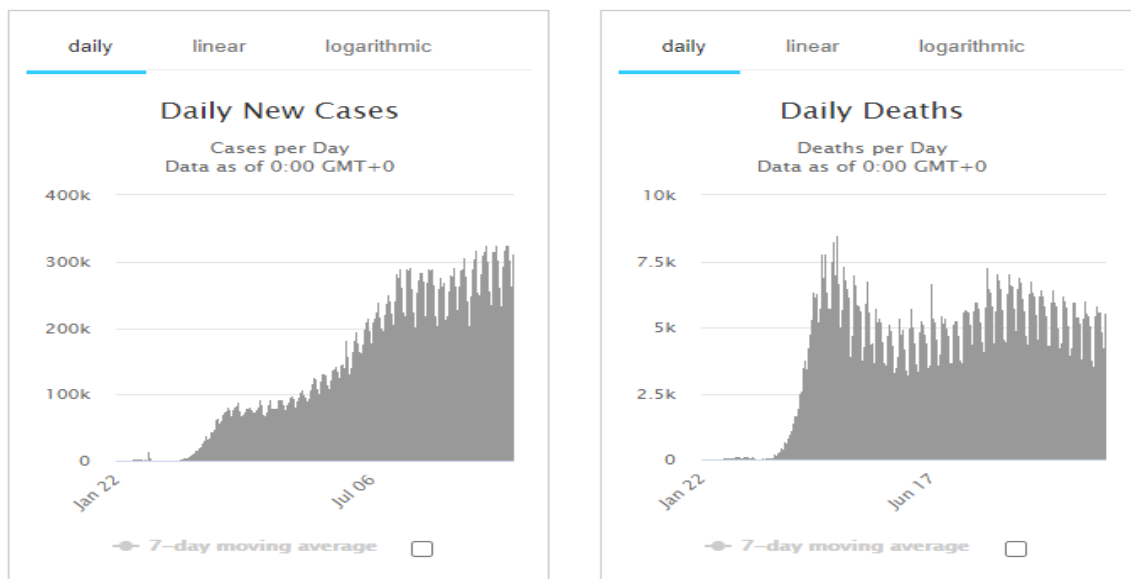 daily linear logarithmic
Daily New Cases
Cases per Day
Data as of 0:00 GMT+0
400k
300k
200k
100k
0
Jan 22
Jul 06
7-day moving average
daily linear logarithmic
Daily Deaths
Deaths per Day
Data as of 0:00 GMT+0
10k
7.5k
5k
2.5k
0
Jan 22
Jun 17
7-day moving average